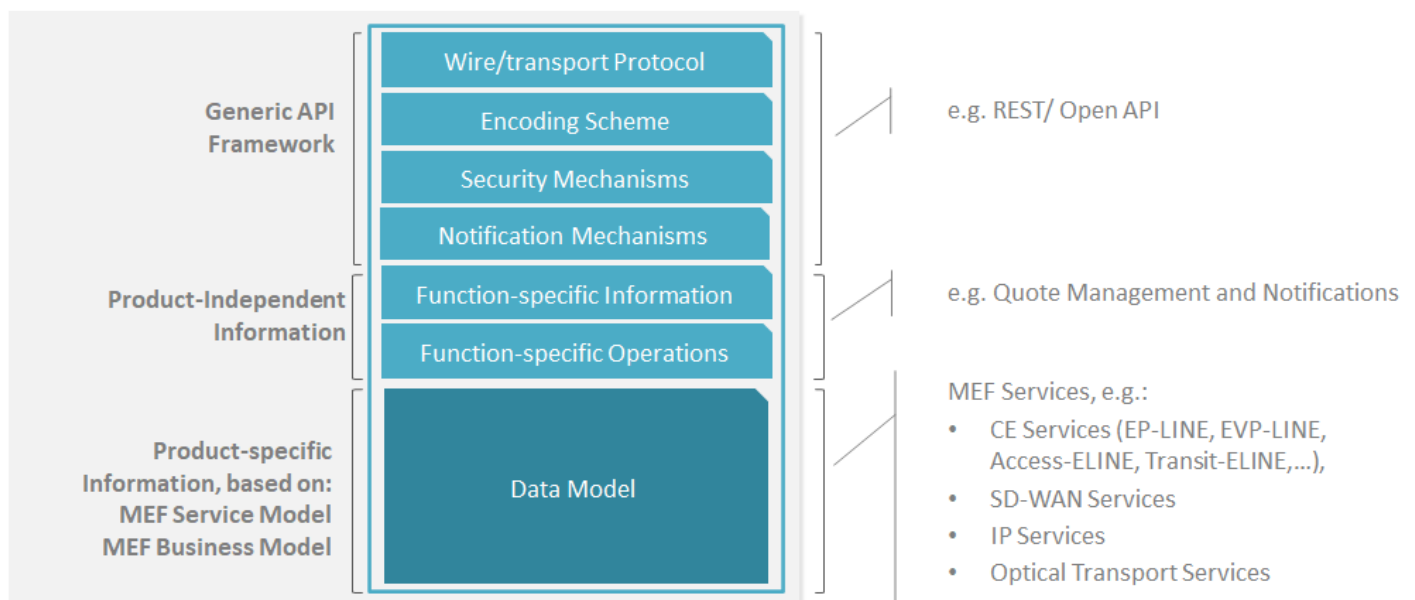 Wire/transport Protocol
Generic API
Framework
Encoding Scheme
e.g. REST/ Open API
Security Mechanisms
Notification Mechanisms
Product-Independent
Information
Function-specific Information
e.g. Quote Management and Notifications
Function-specific Operations
Product-specific
Information, based on:
MEF Service Model
MEF Business Model
Data Model
MEF Services, e.g.:
• CE Services (EP-LINE, EVP-LINE,
Access-ELINE, Transit-ELINE,...),
• SD-WAN Services
• IP Services
• Optical Transport Services